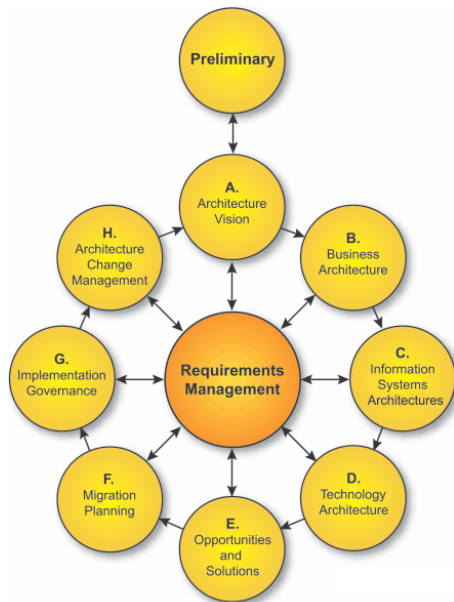 Preliminary
A.
Architecture
Vision
B.
Business
Architecture
C.
Information
Systems
Architectures
D.
Technology
Architecture
E.
Opportunities
and
Solutions
F.
Migration
Planning
G.
Implementation
Governance
H.
Architecture
Change
Management
Requirements
Management